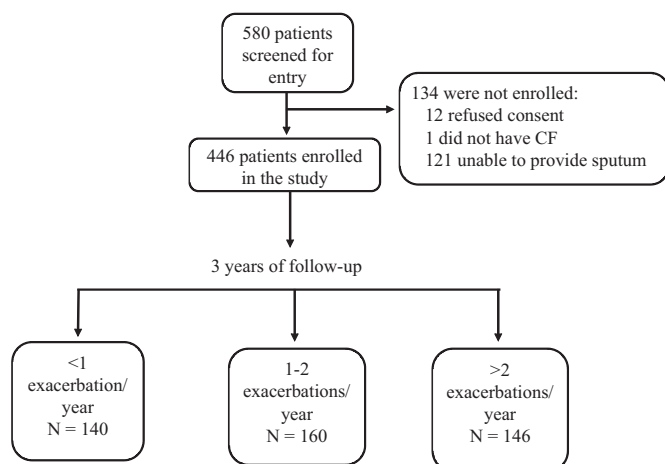 580 patients
screened for
entry
134 were not enrolled:
12 refused consent
1 did not have CF
121 unable to provide sputum
446 patients enrolled
in the study
3 years of follow-up
<1
exacerbation/
year
N = 140
1-2
exacerbations/
year
N = 160
>2
exacerbations/
year
N = 146